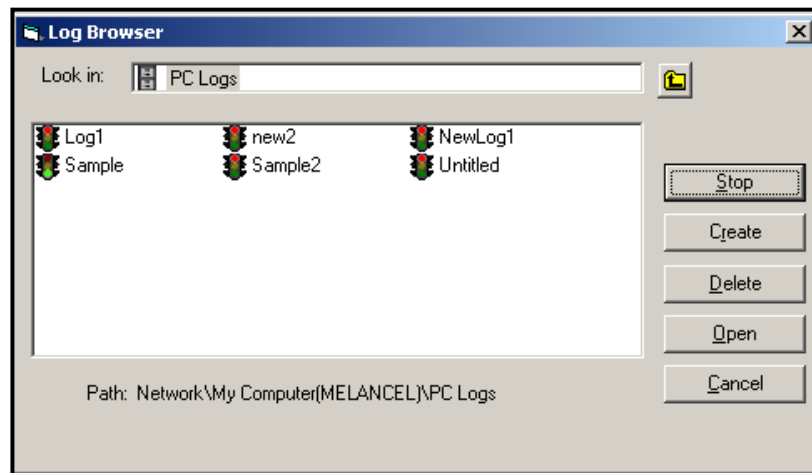 Log Browser
Look in: PC Logs
Log1 new2 NewLog1
Sample Sample2 Untitled
Stop
Create
Delete
Open
Cancel
Path: Network\My Computer(MELANCEL)\PC Logs